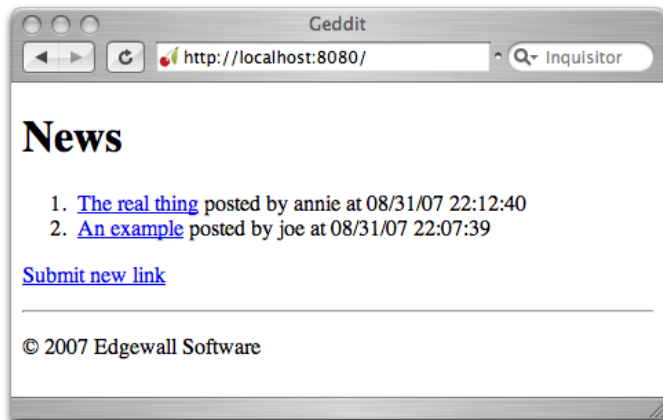 Geddit
http://localhost:8080/ Inquisitor
News
1. The real thing posted by annie at 08/31/07 22:12:40
2. An example posted by joe at 08/31/07 22:07:39
Submit new link
© 2007 Edgewall Software